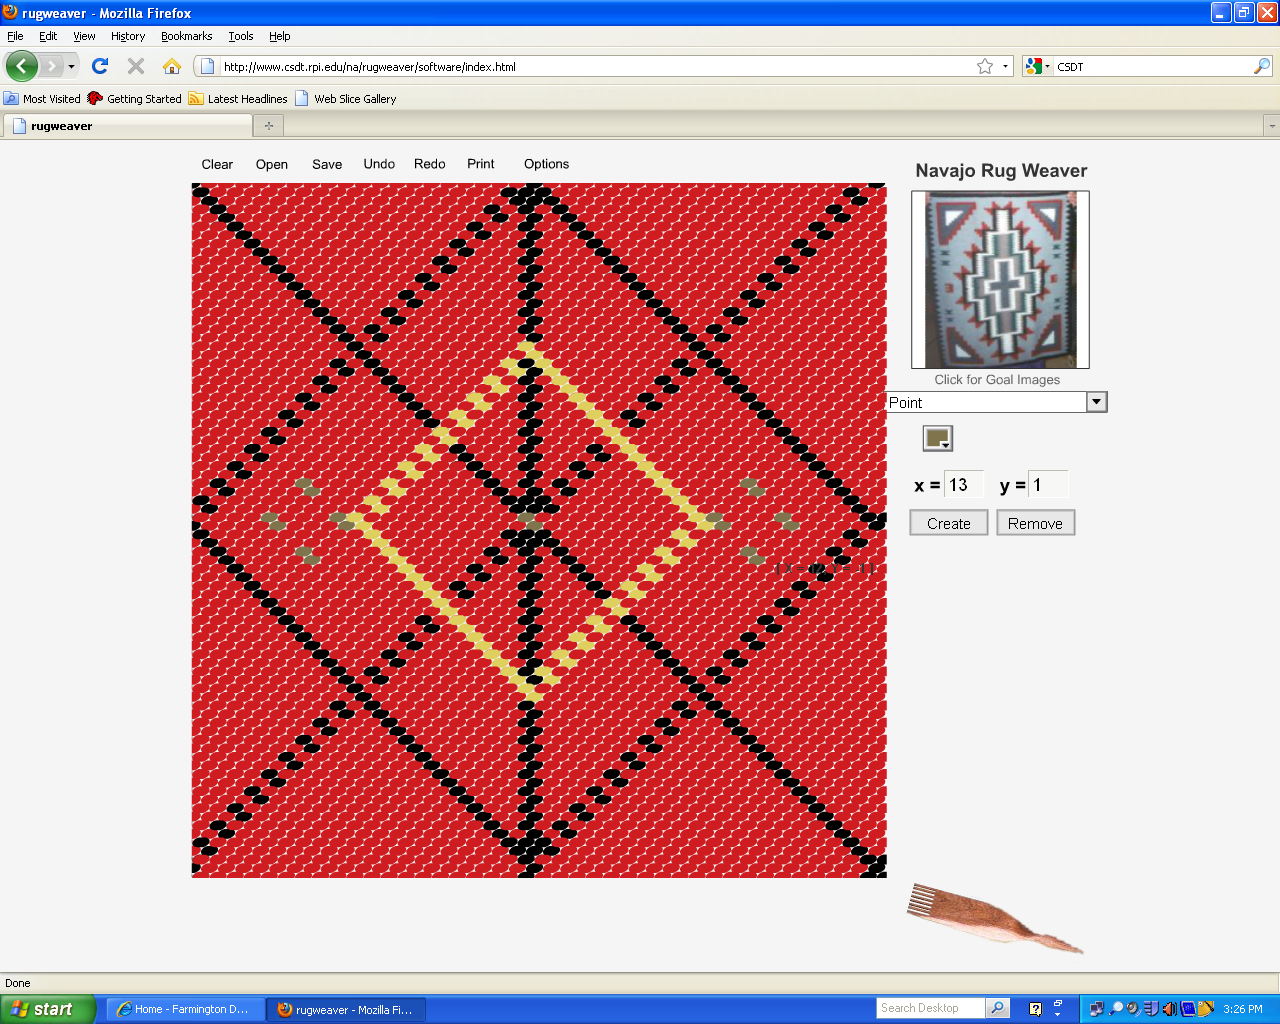 rugweaver - Mozilla Firefox
File Edit View History Bookmarks Tools Help
http://www.csdt.rpi.edu/na/rugweaver/software/index.html
CSDT
Most Visited Getting Started Latest Headlines Web Slice Gallery
rugweaver
Clear Open Save Undo Redo Print Options
Navajo Rug Weaver
Click for Goal Images
Point
x = 13 y = 1
Create Remove
Done
start
Home - Farmington D...
rugweaver - Mozilla Fi...
Search Desktop
3:26 PM